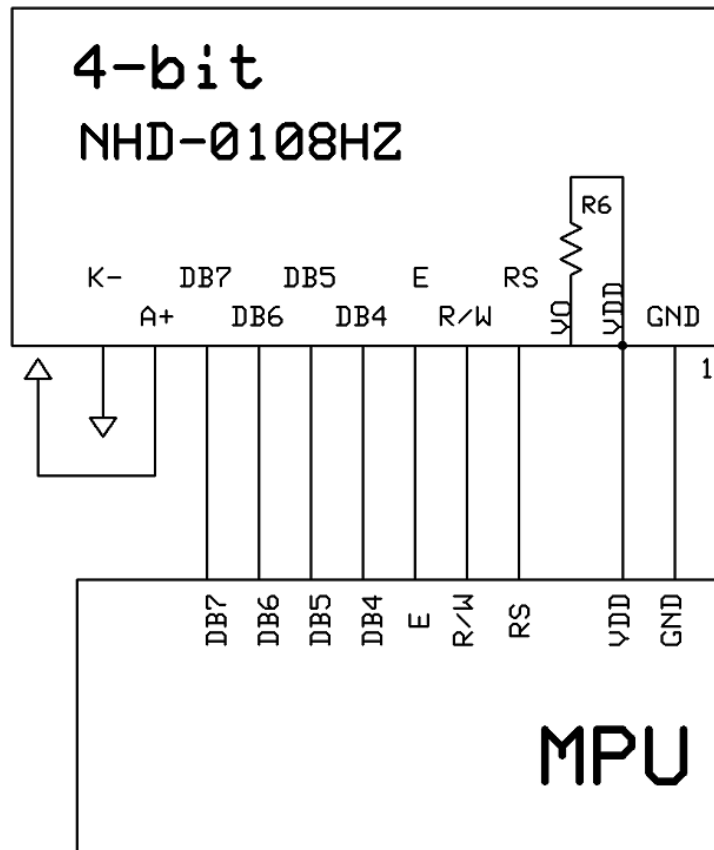 4-bit
NHD-0108HZ
R6
K- DB7 DB5 E RS
A+ DB6 DB4 R/W VO VDD GND
1
DB7 DB6 DB5 DB4 E R/W RS VDD GND
MPU